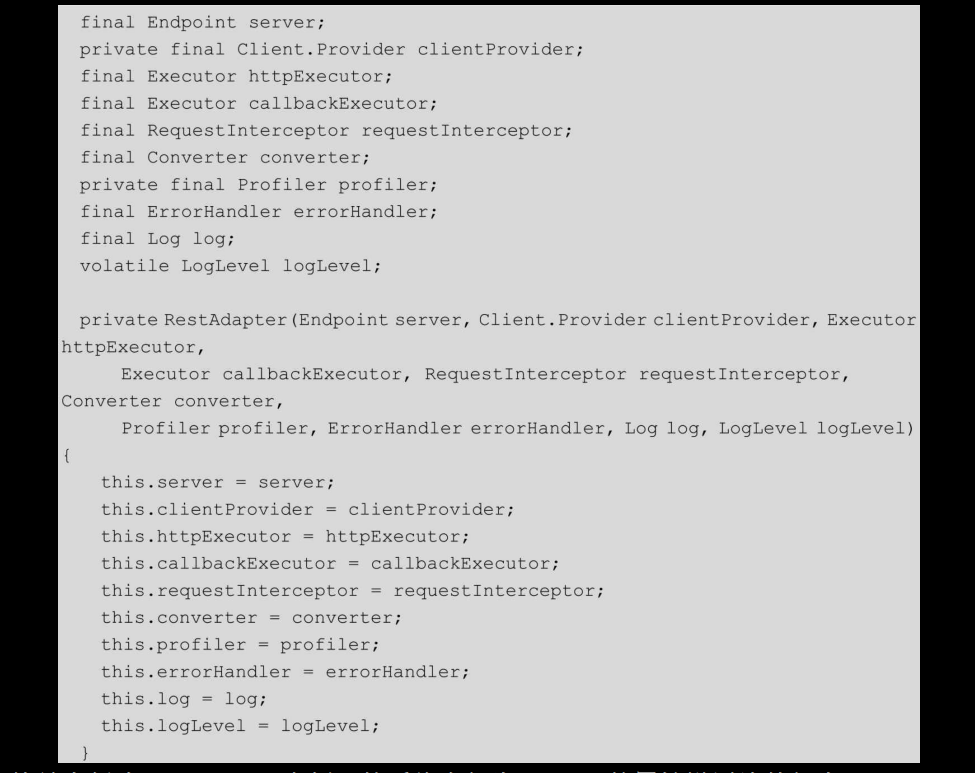 final Endpoint server;
private final Client.Provider clientProvider;
final Executor httpExecutor;
final Executor callbackExecutor;
final RequestInterceptor requestInterceptor;
final Converter converter;
private final Profiler profiler;
final ErrorHandler errorHandler;
final Log log;
volatile LogLevel logLevel;
private RestAdapter(Endpoint server, Client.Provider clientProvider, Executor
httpExecutor,
Executor callbackExecutor, RequestInterceptor requestInterceptor,
Converter converter,
Profiler profiler, ErrorHandler errorHandler, Log log, LogLevel logLevel)
{
this.server = server;
this.clientProvider = clientProvider;
this.httpExecutor = httpExecutor;
this.callbackExecutor = callbackExecutor;
this.requestInterceptor = requestInterceptor;
this.converter = converter;
this.profiler = profiler;
this.errorHandler = errorHandler;
this.log = log;
this.logLevel = logLevel;
}